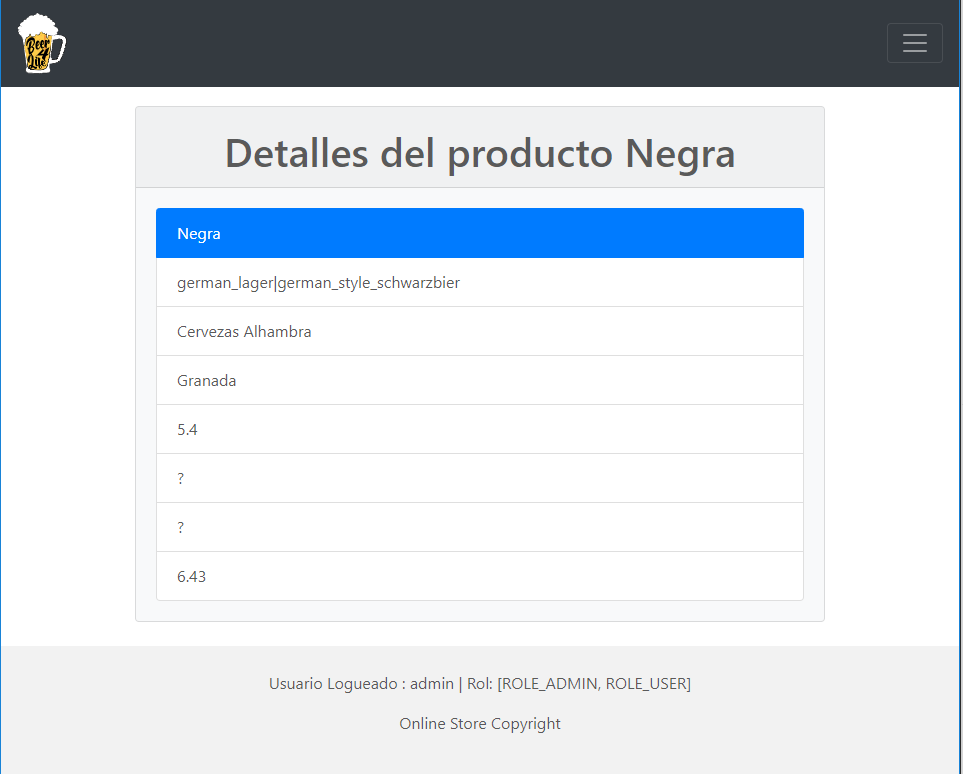 Beer
4
Luc
Detalles del producto Negra
Negra
german_lager|german_style_schwarzbier
Cervezas Alhambra
Granada
5.4
?
?
6.43
Usuario Logueado : admin | Rol: [ROLE_ADMIN, ROLE_USER]
Online Store Copyright